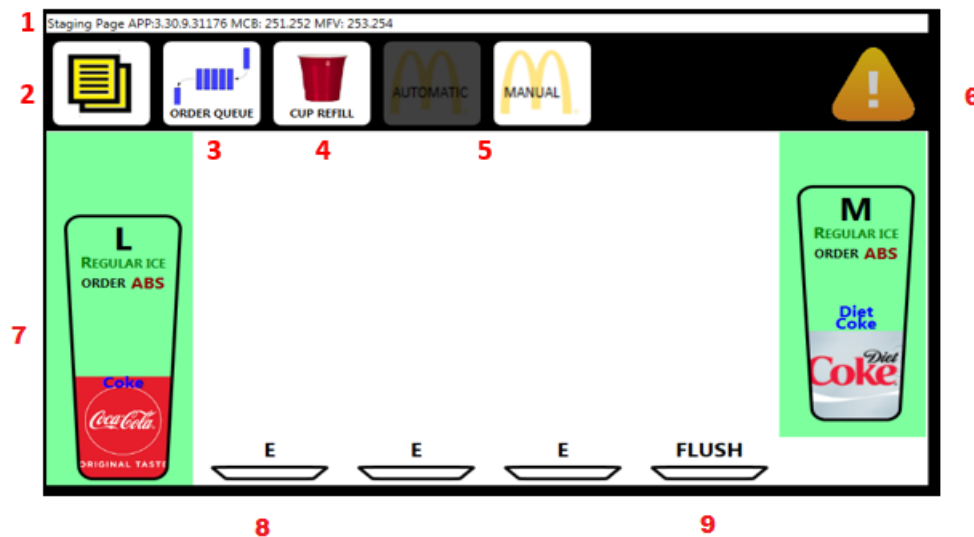 1
Staging Page APP:3.30.9.31176 MCB: 251.252 MFV: 253.254
2
ORDER QUEUE
CUP REFILL
AUTOMATIC
MANUAL
6
3
4
5
7
L
REGULAR ICE
ORDER ABS
Coke
Coca-Cola
ORIGINAL TASTE
M
REGULAR ICE
ORDER ABS
Diet
Coke
Diet
Coke
E
E
E
FLUSH
8
9